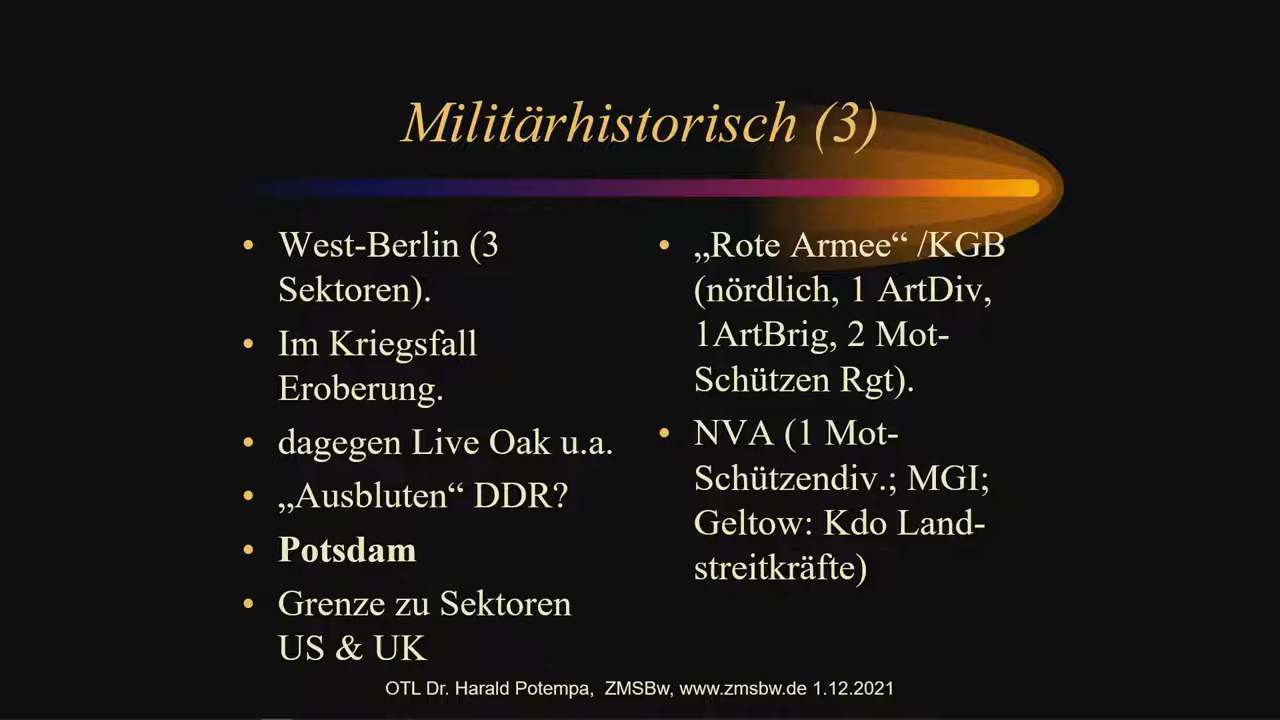 Militärhistorisch (3)
• West-Berlin (3
Sektoren).
• Im Kriegsfall
Eroberung.
• dagegen Live Oak u.a.
• „Ausbluten“ DDR?
• Potsdam
• Grenze zu Sektoren
US & UK
• „Rote Armee“ /KGB
(nördlich, 1 ArtDiv,
1ArtBrig, 2 Mot-
Schützen Rgt).
• NVA (1 Mot-
Schützendiv.; MGI;
Geltow: Kdo Land-
streitkräfte)
OTL Dr. Harald Potempa, ZMSBw, www.zmsbw.de 1.12.2021